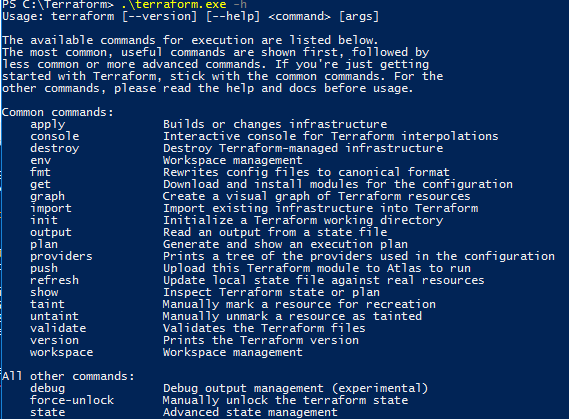 PS C:\Terraform> .\terraform.exe -h
Usage: terraform [--version] [--help] <command> [args]
The available commands for execution are listed below.
The most common, useful commands are shown first, followed by
less common or more advanced commands. If you're just getting
started with Terraform, stick with the common commands. For the
other commands, please read the help and docs before usage.
Common commands:
apply Builds or changes infrastructure
console Interactive console for Terraform interpolations
destroy Destroy Terraform-managed infrastructure
env Workspace management
fmt Rewrites config files to canonical format
get Download and install modules for the configuration
graph Create a visual graph of Terraform resources
import Import existing infrastructure into Terraform
init Initialize a Terraform working directory
output Read an output from a state file
plan Generate and show an execution plan
providers Prints a tree of the providers used in the configuration
push Upload this Terraform module to Atlas to run
refresh Update local state file against real resources
show Inspect Terraform state or plan
taint Manually mark a resource for recreation
untaint Manually unmark a resource as tainted
validate Validates the Terraform files
version Prints the Terraform version
workspace Workspace management
All other commands:
debug Debug output management (experimental)
force-unlock Manually unlock the terraform state
state Advanced state management